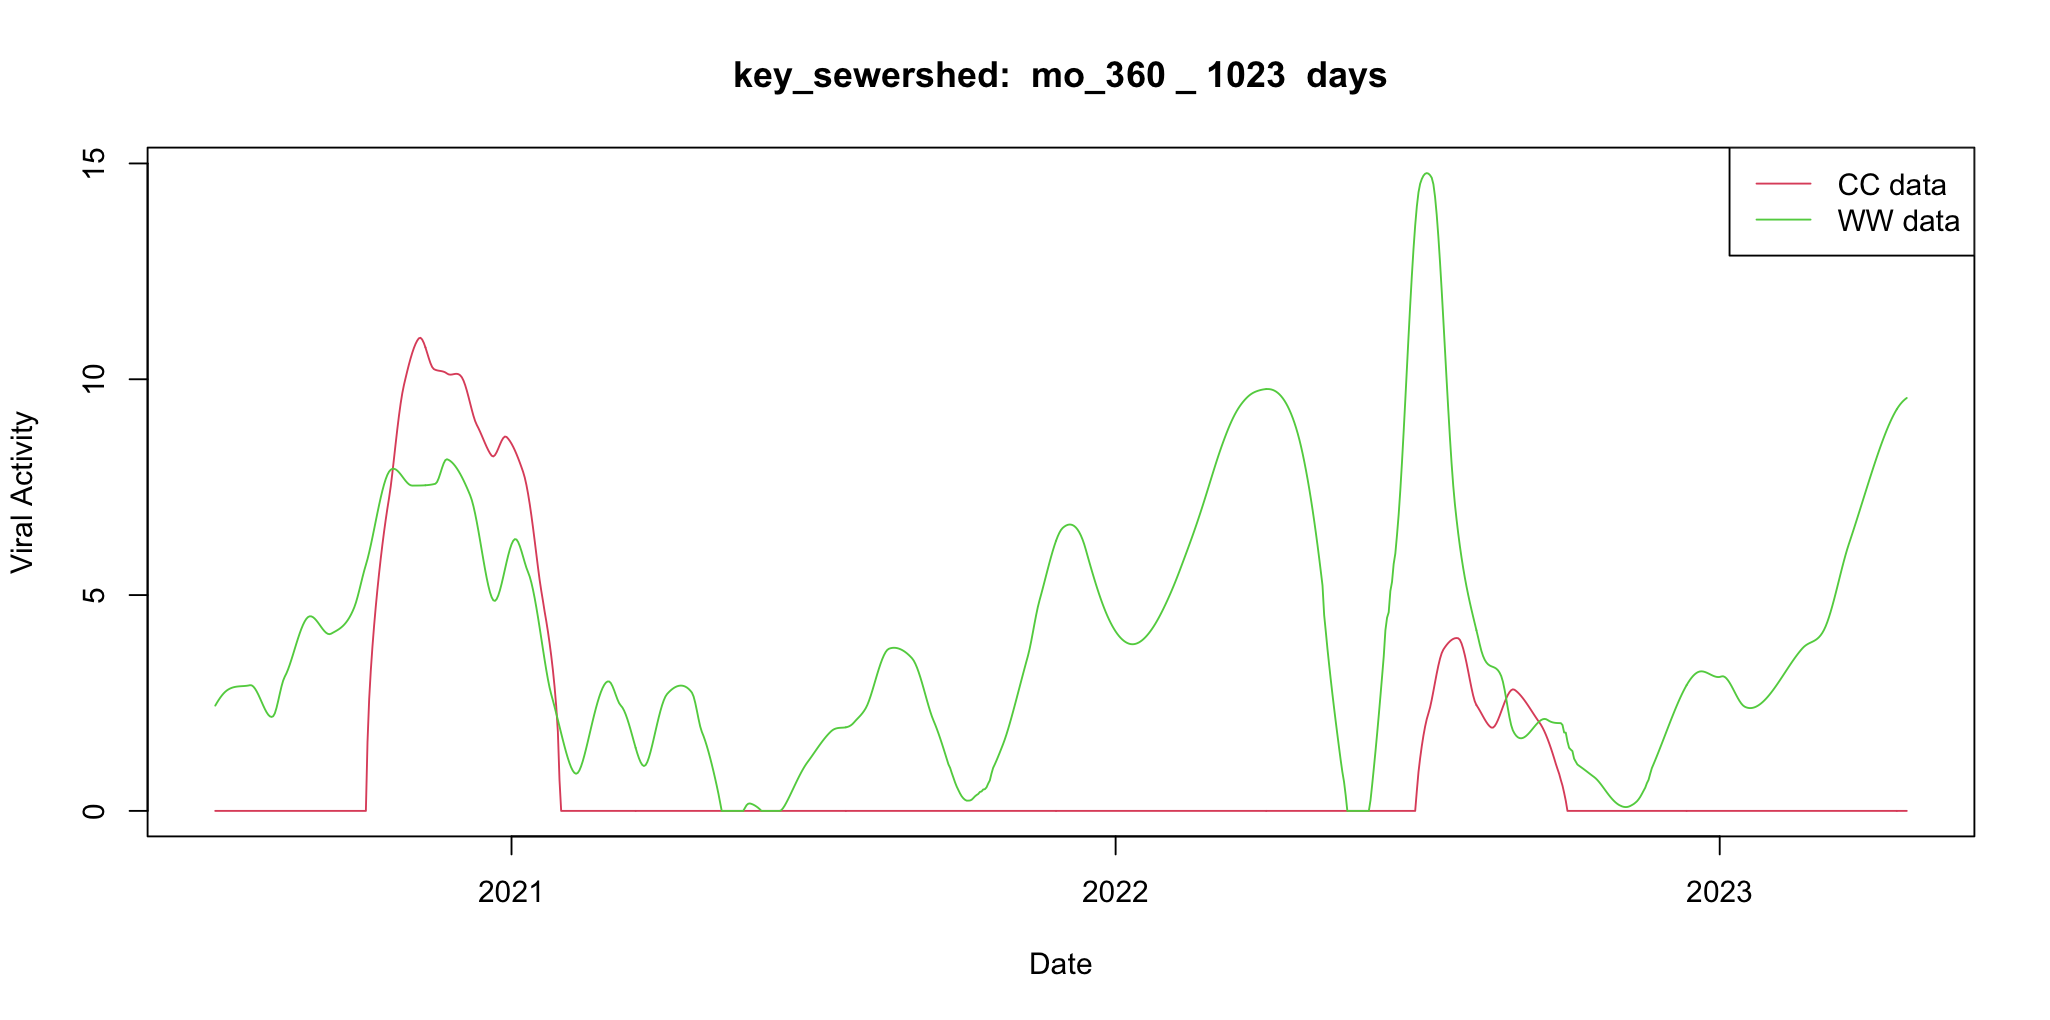 key_sewershed:  mo_360 _ 1023  days
15
10
5
0
Viral Activity
CC data
WW data
2021
2022
2023
Date